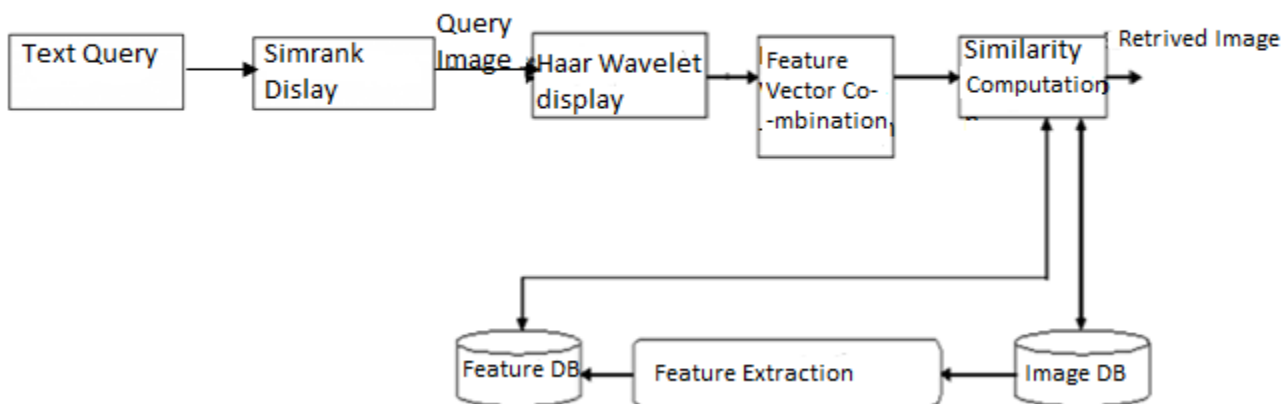 Text Query
Simrank
Dislay
Query
Image
Haar Wavelet
display
Feature
Vector Co-
-mbination
Similarity
Computation
Retrived Image
Feature DB
Feature Extraction
Image DB